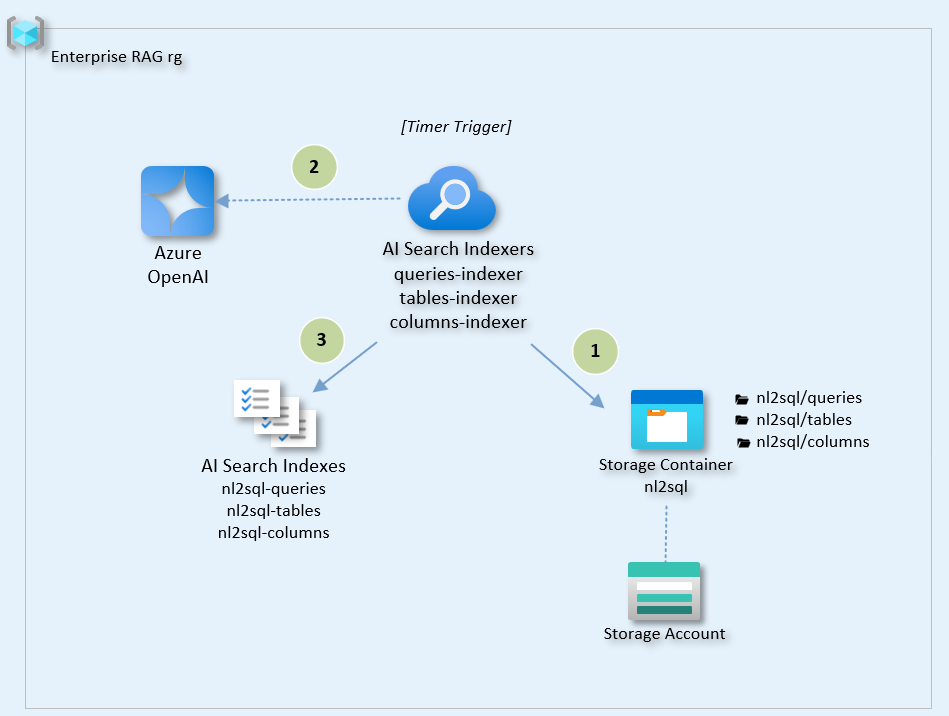 Enterprise RAG rg
[Timer Trigger]
2
Azure
OpenAI
AI Search Indexers
queries-indexer
tables-indexer
columns-indexer
3
1
AI Search Indexes
nl2sql-queries
nl2sql-tables
nl2sql-columns
nl2sql/queries
nl2sql/tables
nl2sql/columns
Storage Container
nl2sql
Storage Account